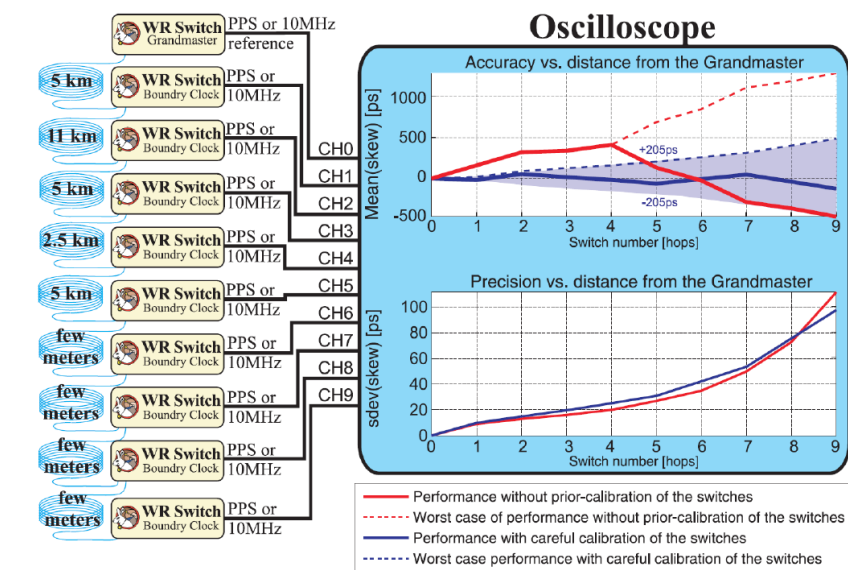 Oscilloscope
WR Switch
Grandmaster
PPS or 10MHz
reference
5 km
WR Switch
Boundry Clock
PPS or
10MHz
11 km
WR Switch
Boundry Clock
PPS or
10MHz
5 km
WR Switch
Boundry Clock
PPS or
10MHz
2.5 km
WR Switch
Boundry Clock
PPS or
10MHz
5 km
WR Switch
Boundry Clock
PPS or
10MHz
few
meters
WR Switch
Boundry Clock
PPS or
10MHz
few
meters
WR Switch
Boundry Clock
PPS or
10MHz
few
meters
WR Switch
Boundry Clock
PPS or
10MHz
few
meters
WR Switch
Boundry Clock
PPS or
10MHz
CH0
CH1
CH2
CH3
CH4
CH5
CH6
CH7
CH8
CH9
Accuracy vs. distance from the Grandmaster
Mean(skew) [ps]
1000
500
0
-500
+205ps
-205ps
0 1 2 3 4 5 6 7 8 9
Switch number [hops]
Precision vs. distance from the Grandmaster
sdev(skew) [ps]
100
80
60
40
20
0
0 1 2 3 4 5 6 7 8 9
Switch number [hops]
Performance without prior-calibration of the switches
Worst case of performance without prior-calibration of the switches
Performance with careful calibration of the switches
Worst case performance with careful calibration of the switches